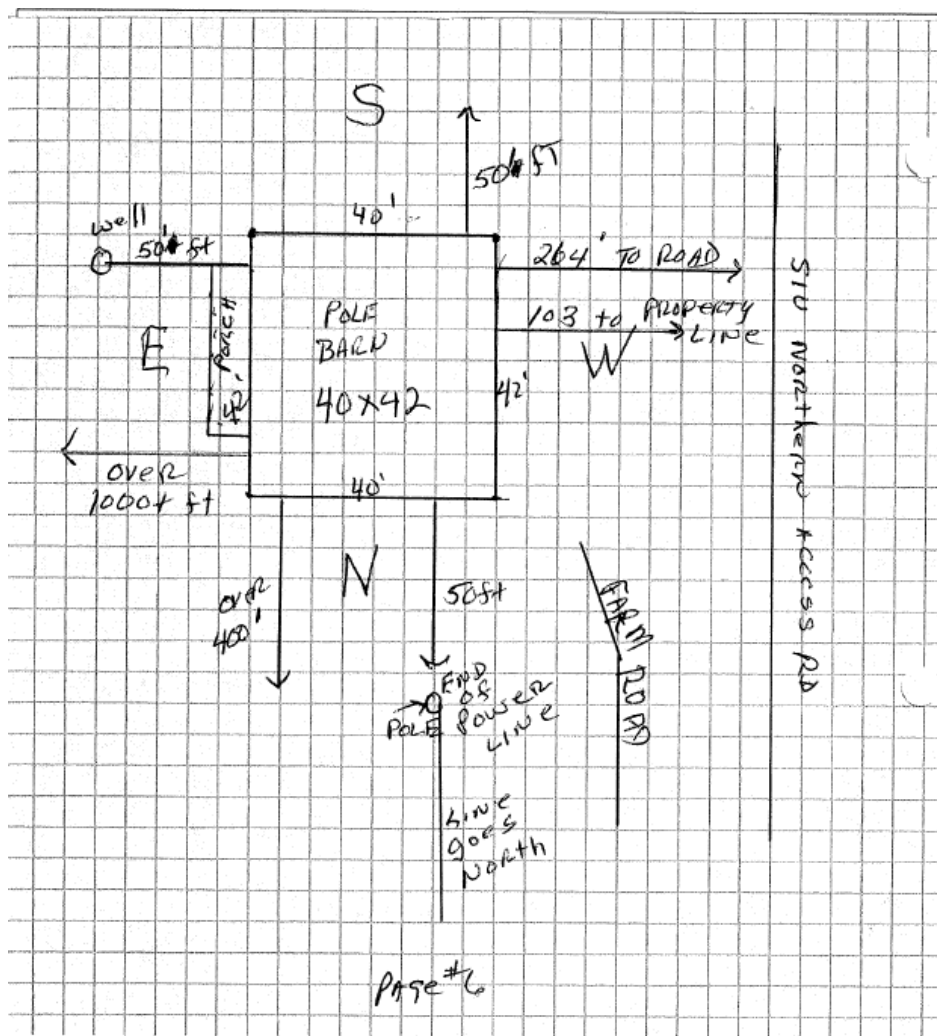 S
50 ft
40'
well
50' ft
264' TO ROAD
103 to PROPERTY
LINE
W
E
PORCH
42'
POLE
BARN
40x42
42'
40'
over
1000+ ft
N
over
400'
50ft
END
of
Power
LINE
POLE
FARM ROAD
Northern Access RD
Line
goes
North
PAge #6